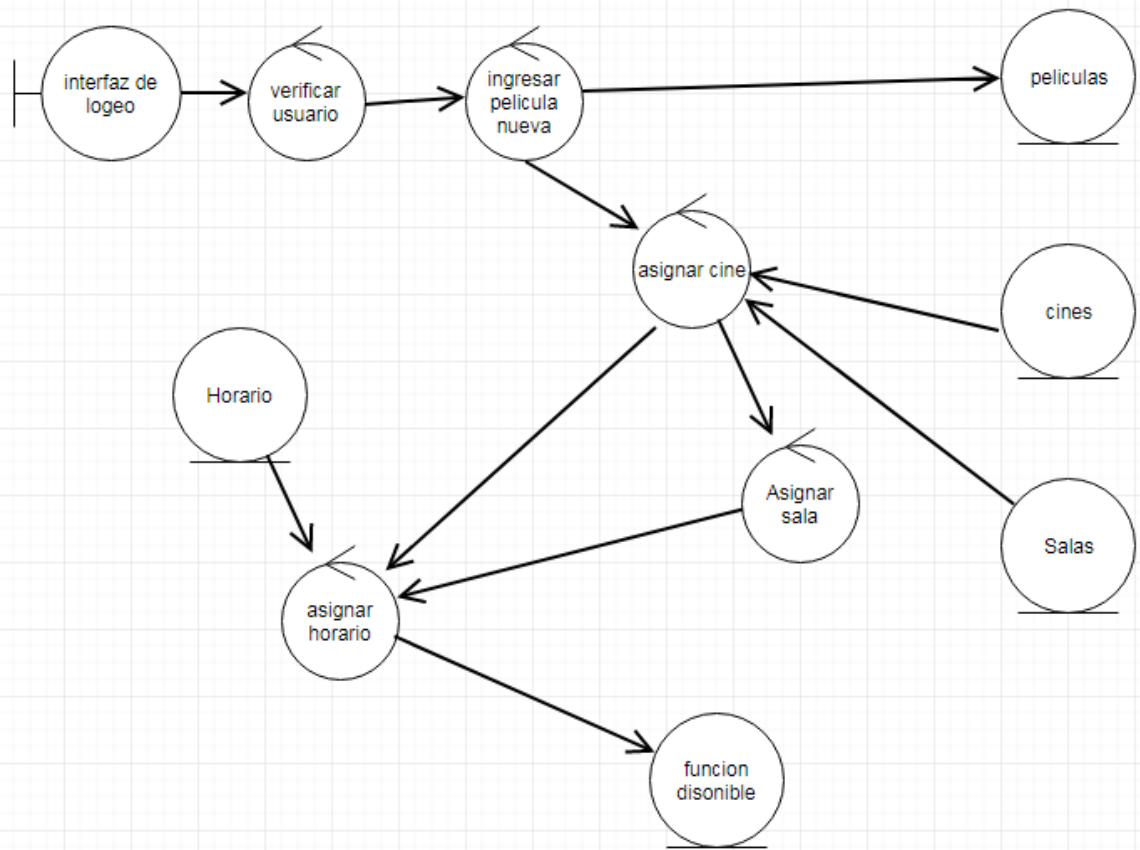 interfaz de
logeo
verificar
usuario
ingresar
pelicula
nueva
peliculas
asignar cine
cines
Horario
Asignar
sala
Salas
asignar
horario
funcion
disonible